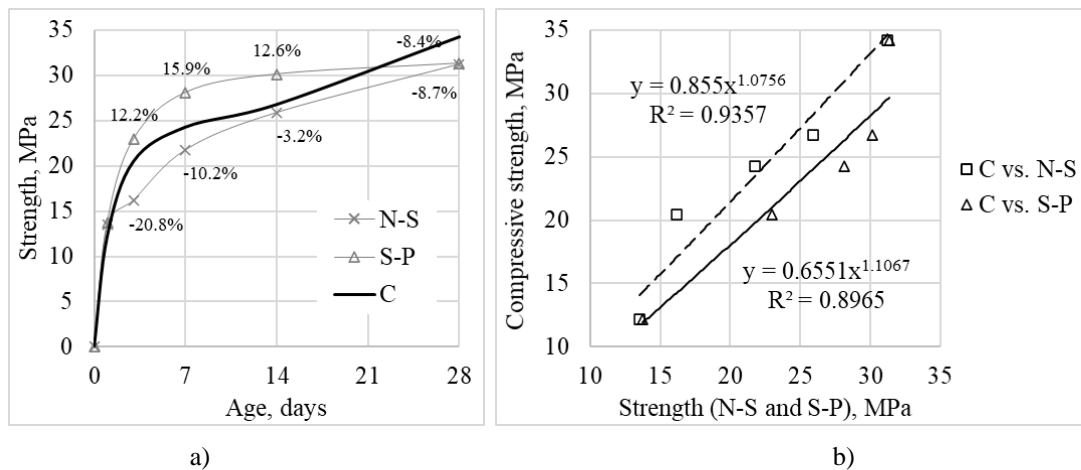 35
30
25
20
15
10
5
0
Strength, MPa
12.2%
15.9%
12.6%
-8.4%
-8.7%
-3.2%
-10.2%
-20.8%
N-S
S-P
C
0 7 14 21 28
Age, days
a)
35
30
25
20
15
10
Compressive strength, MPa
y = 0.855x^1.0756
R² = 0.9357
y = 0.6551x^1.1067
R² = 0.8965
C vs. N-S
C vs. S-P
10 15 20 25 30 35
Strength (N-S and S-P), MPa
b)